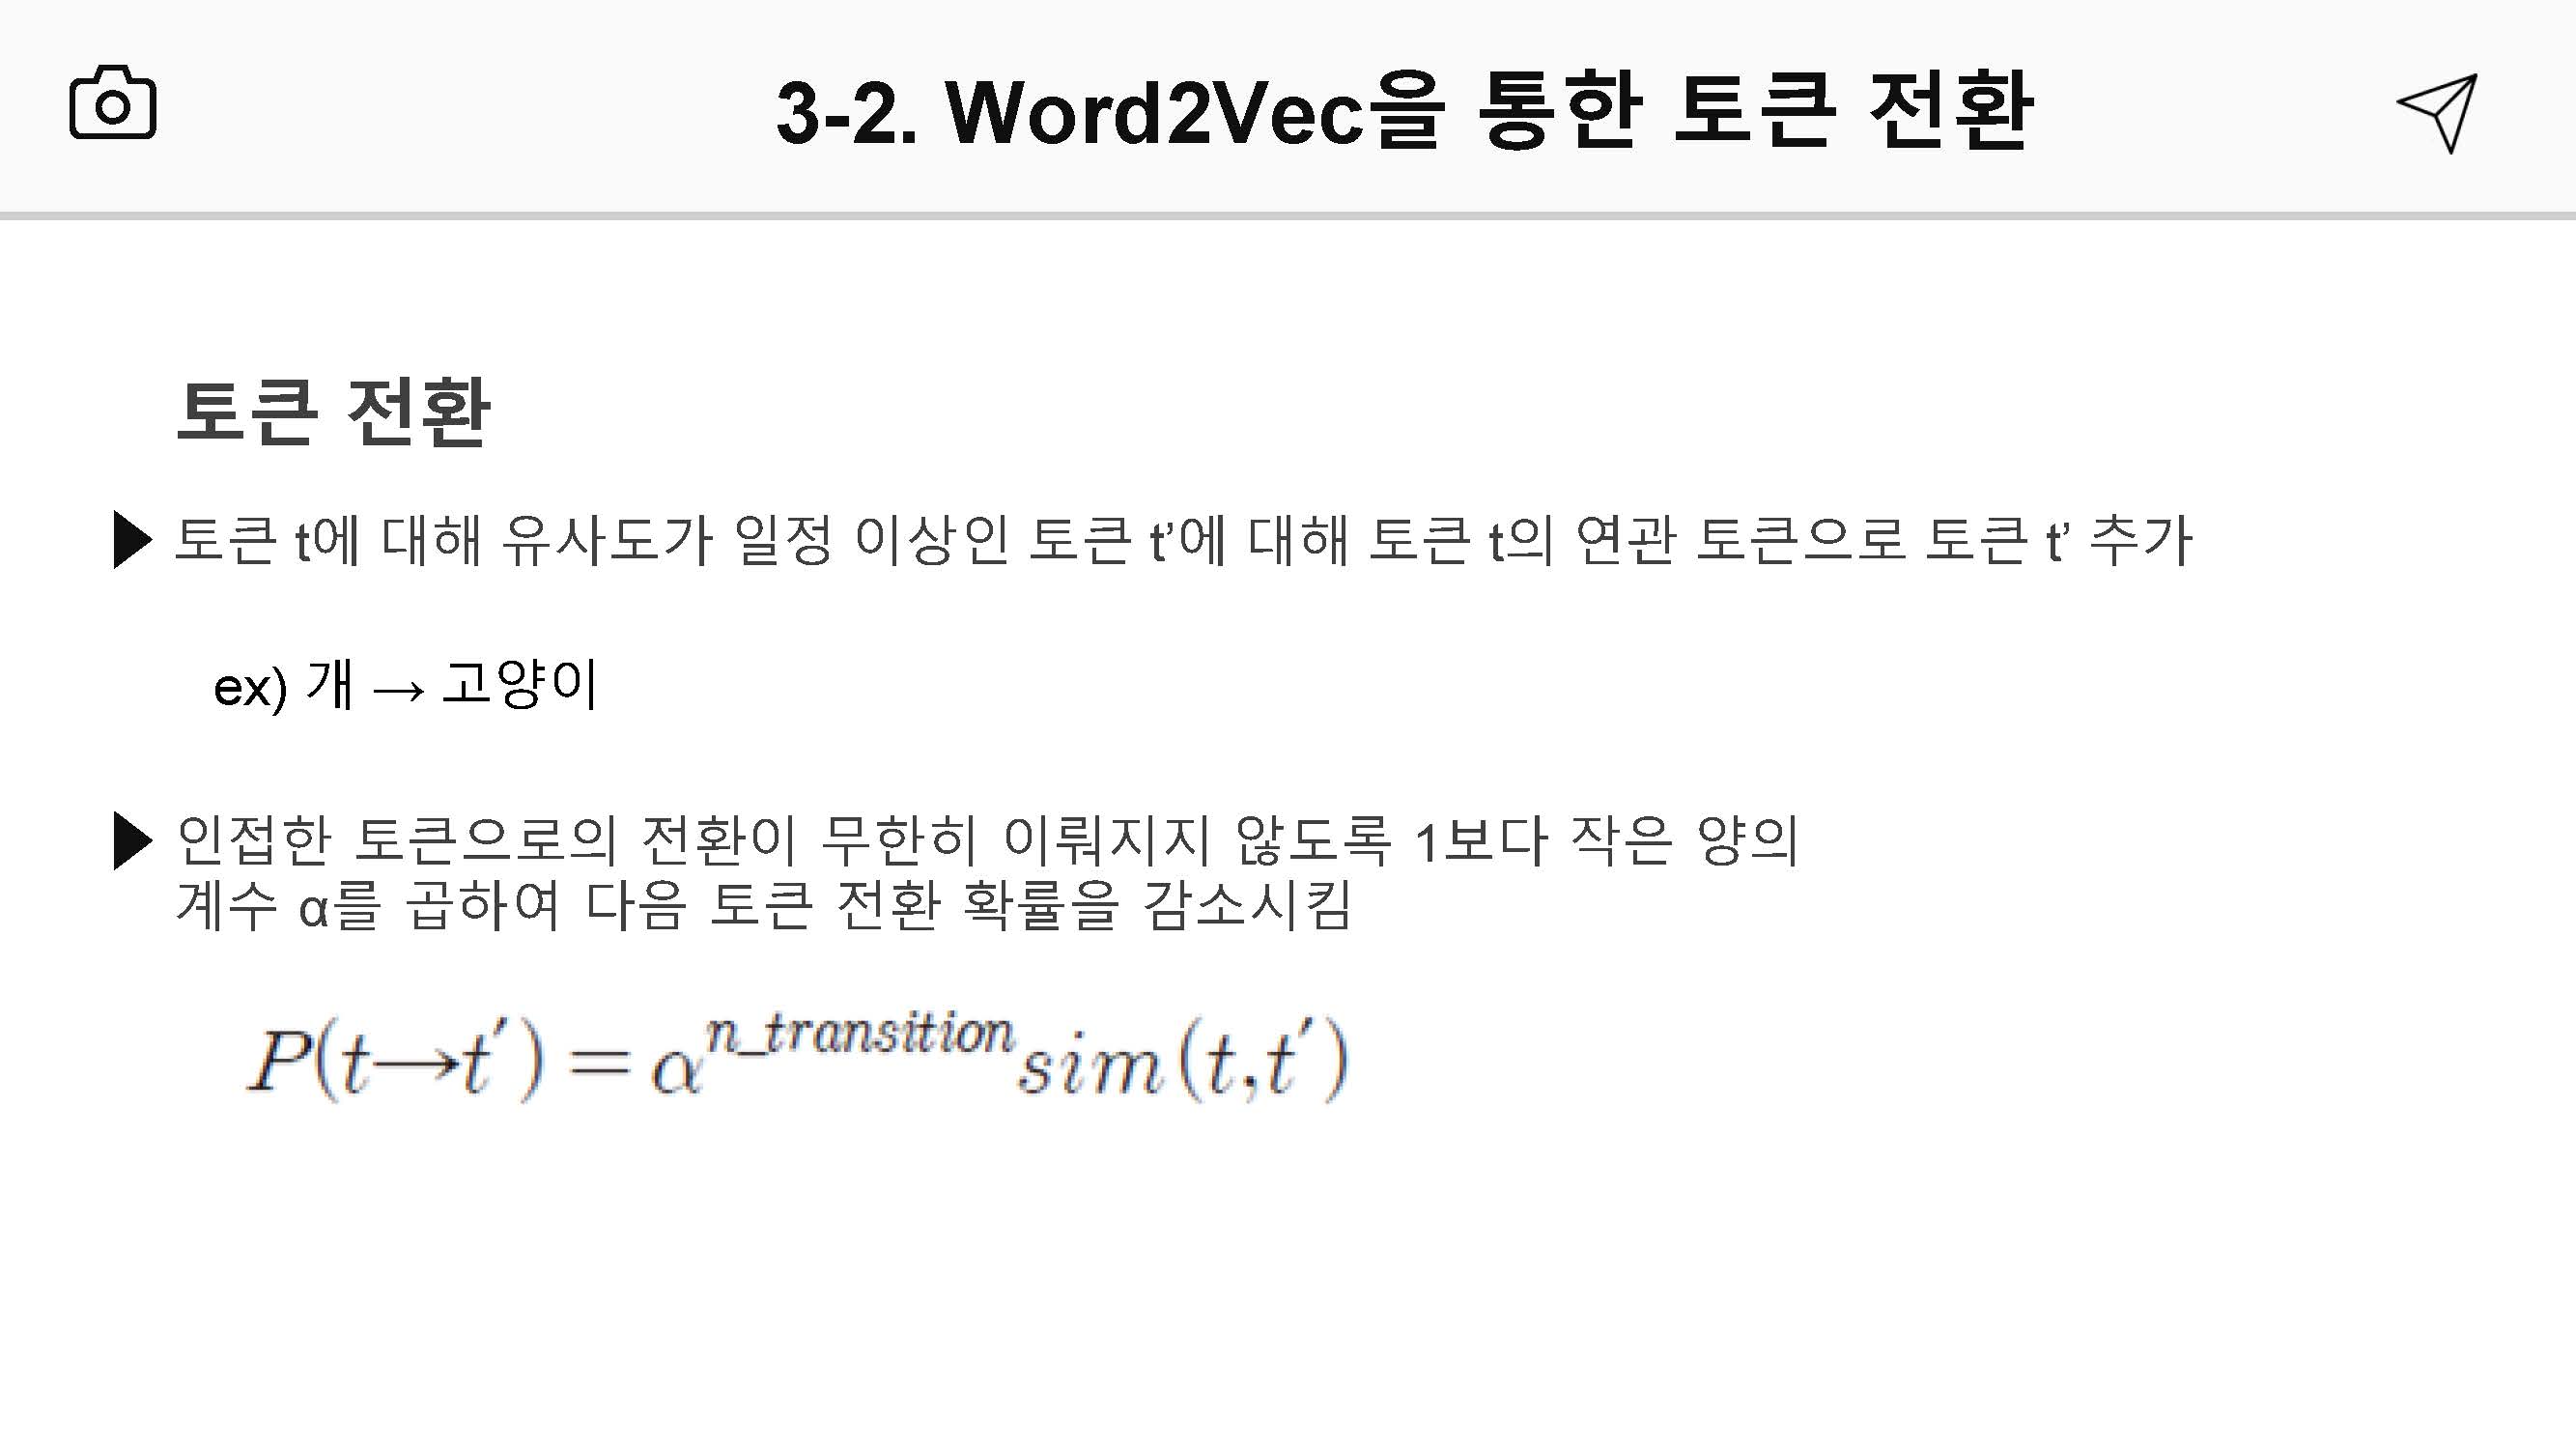 3-2. Word2Vec을 통한 토큰 전환
토큰 전환
토큰 t에 대해 유사도가 일정 이상인 토큰 t’에 대해 토큰 t의 연관 토큰으로 토큰 t’ 추가
ex) 개 → 고양이
인접한 토큰으로의 전환이 무한히 이뤄지지 않도록 1보다 작은 양의
계수 α를 곱하여 다음 토큰 전환 확률을 감소시킴
P(t→t′) = α^n_transition sim(t,t′)